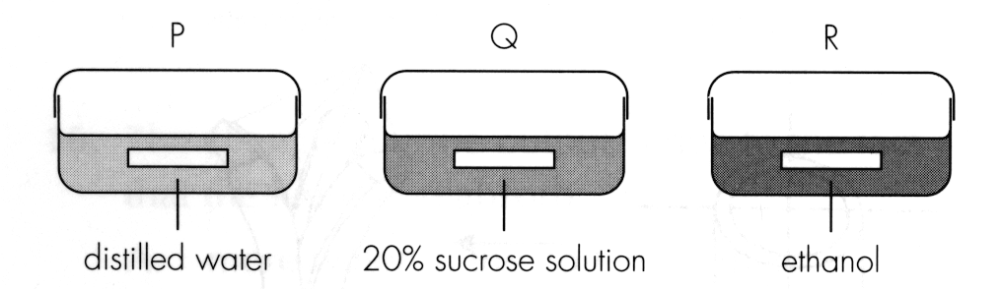 P Q R
distilled water 20% sucrose solution ethanol